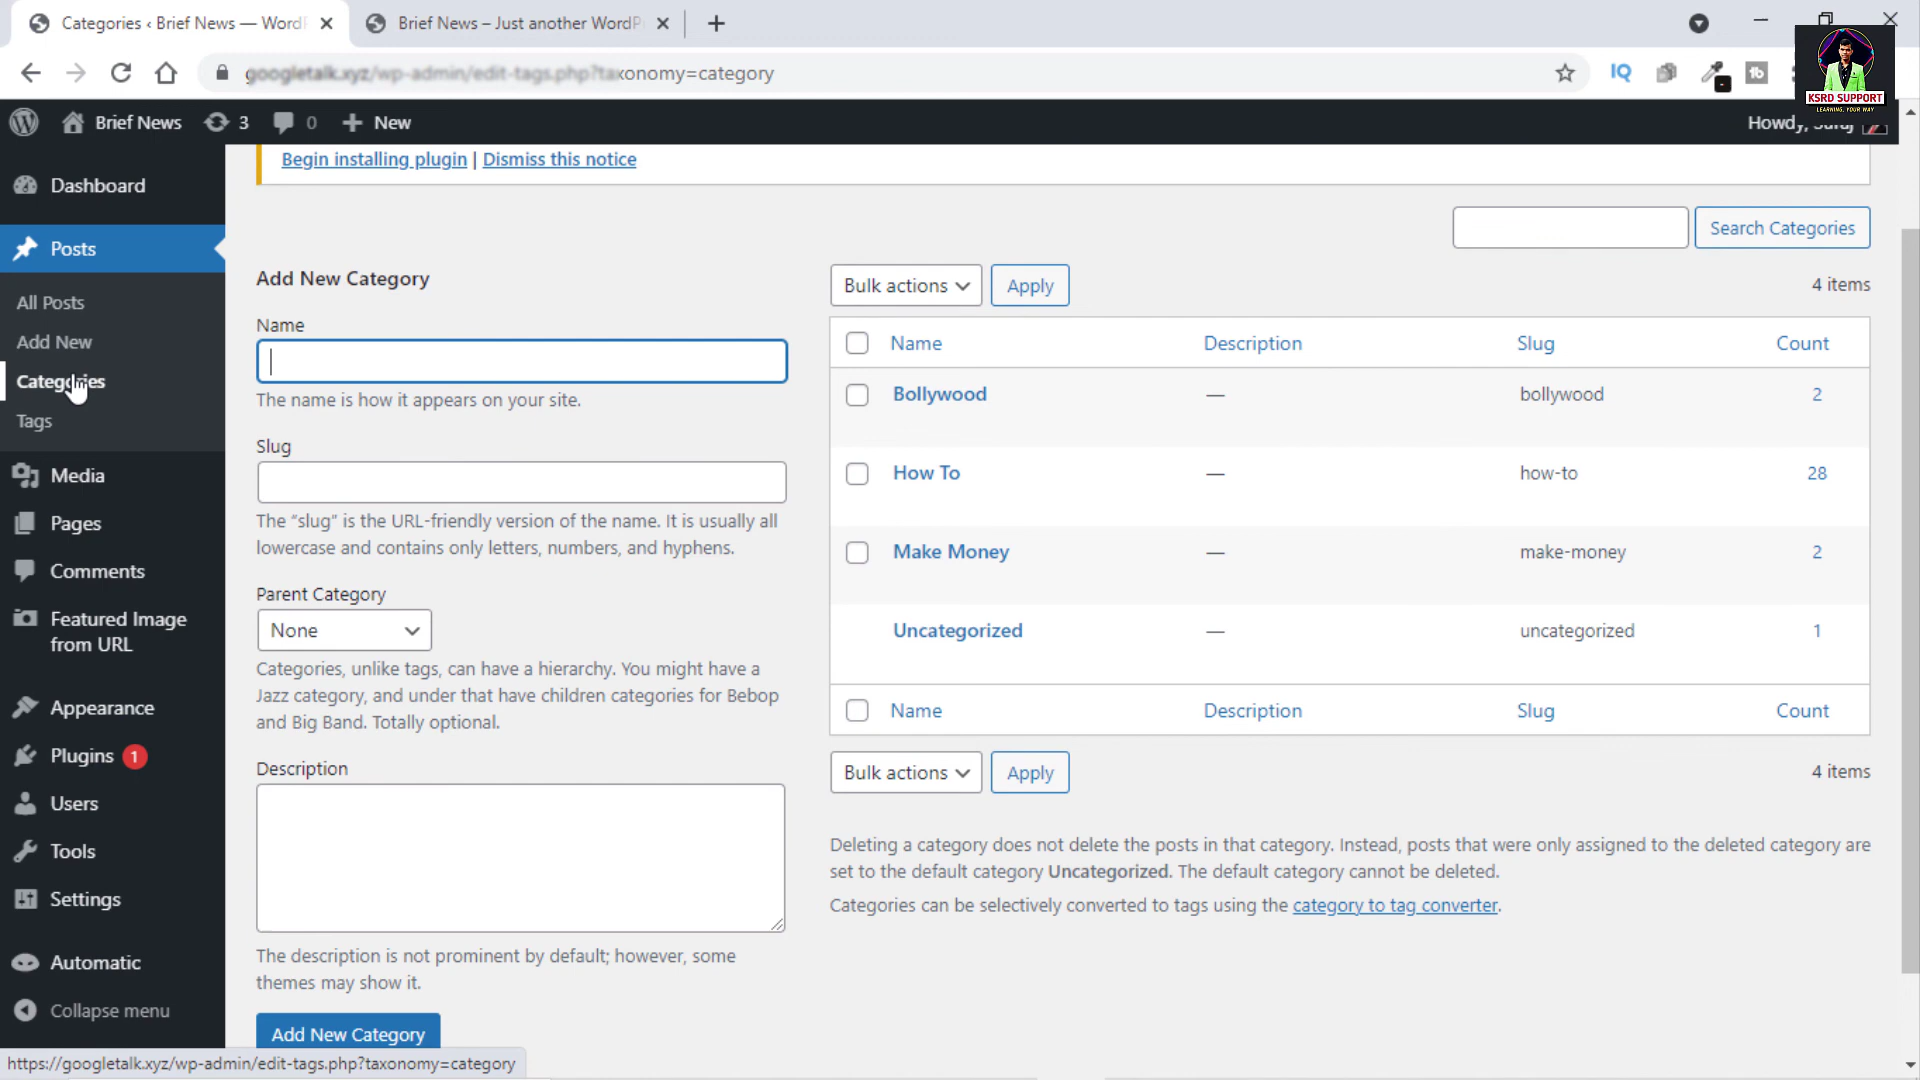 Categories ‹ Brief News — Word
Brief News – Just another WordP
googletalk.xyz/wp-admin/edit-tags.php?taxonomy=category
IQ
tb
KSRD SUPPORT
LEARNING, YOUR WAY
Brief News
3
0
New
Howdy, Suraj
Begin installing plugin | Dismiss this notice
Dashboard
Posts
All Posts
Add New
Categories
Tags
Media
Pages
Comments
Featured Image
from URL
Appearance
Plugins 1
Users
Tools
Settings
Automatic
Collapse menu
Search Categories
Add New Category
Name
The name is how it appears on your site.
Slug
The “slug” is the URL-friendly version of the name. It is usually all
lowercase and contains only letters, numbers, and hyphens.
Parent Category
None
Categories, unlike tags, can have a hierarchy. You might have a
Jazz category, and under that have children categories for Bebop
and Big Band. Totally optional.
Description
The description is not prominent by default; however, some
themes may show it.
Add New Category
Bulk actions Apply 4 items
Name Description Slug Count
Bollywood — bollywood 2
How To — how-to 28
Make Money — make-money 2
Uncategorized — uncategorized 1
Name Description Slug Count
Bulk actions Apply 4 items
Deleting a category does not delete the posts in that category. Instead, posts that were only assigned to the deleted category are
set to the default category Uncategorized. The default category cannot be deleted.
Categories can be selectively converted to tags using the category to tag converter.
https://googletalk.xyz/wp-admin/edit-tags.php?taxonomy=category